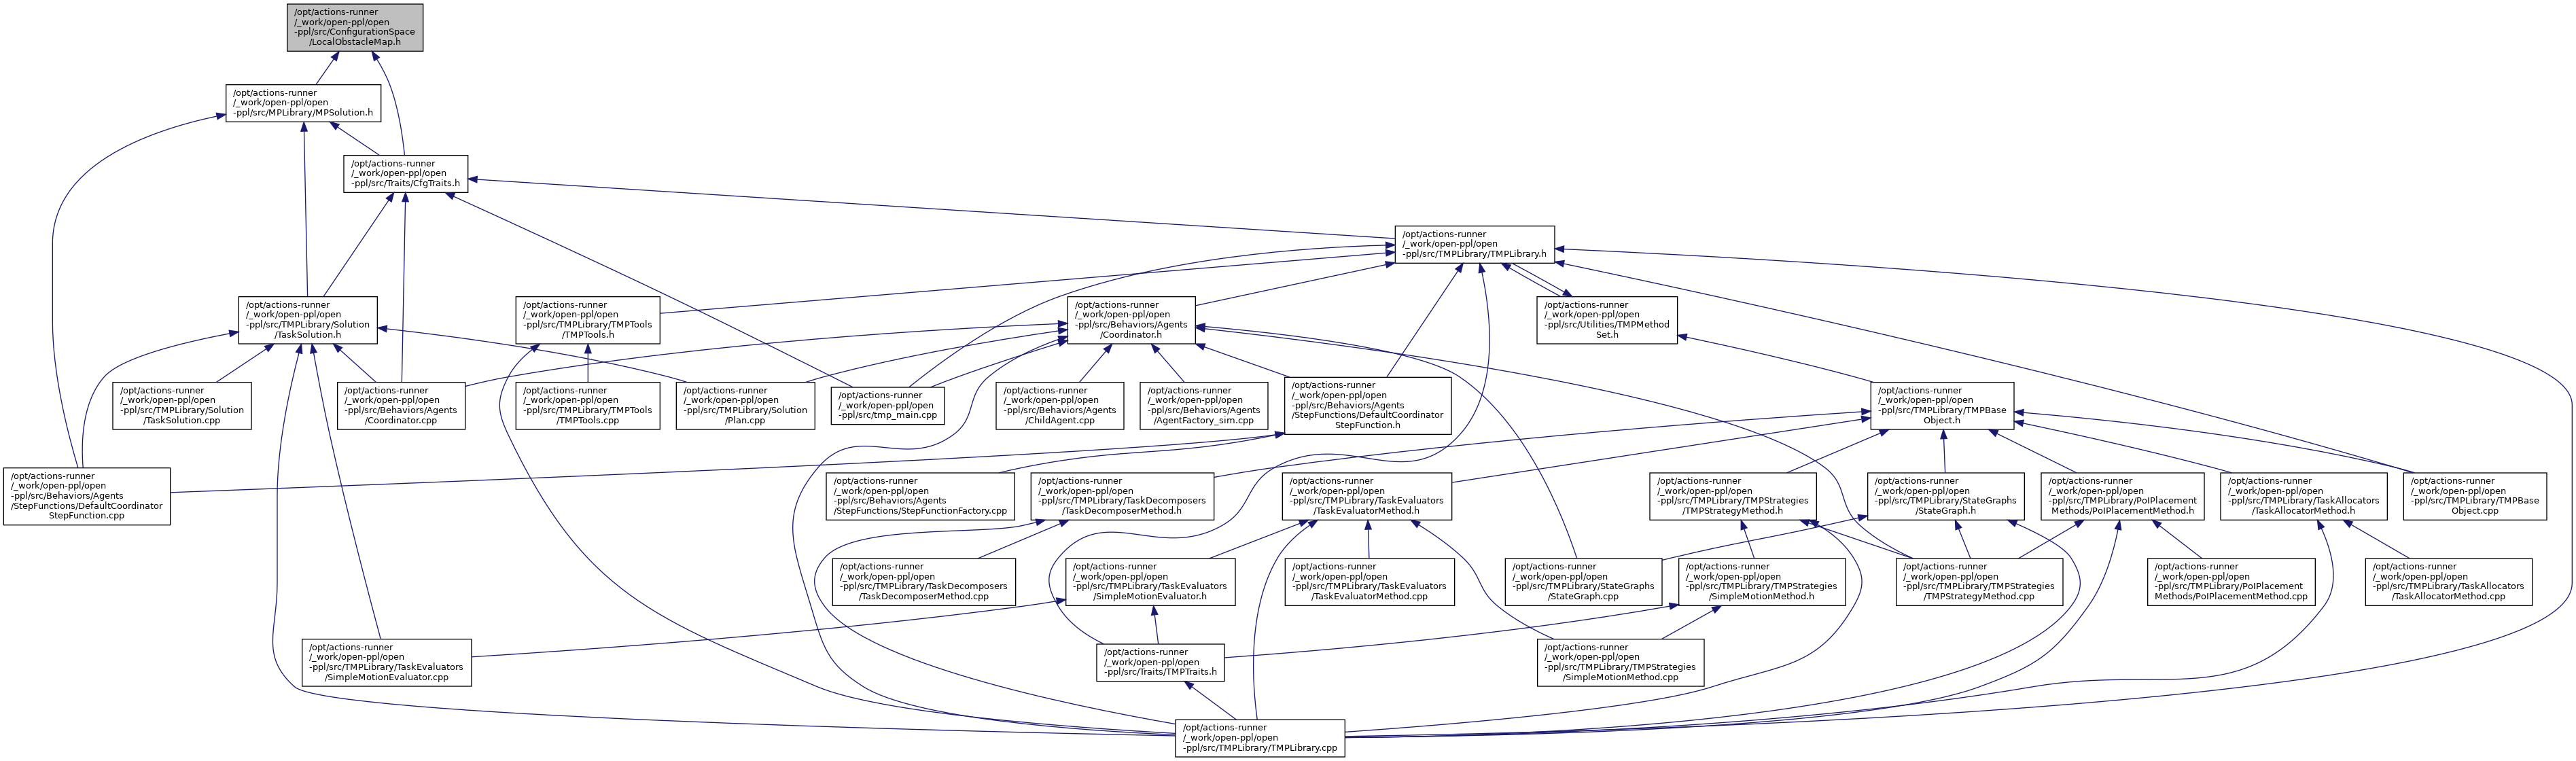 /opt/actions-runner
/_work/open-ppl/open
-ppl/src/ConfigurationSpace
/LocalObstacleMap.h
/opt/actions-runner
/_work/open-ppl/open
-ppl/src/MPLibrary/MPSolution.h
/opt/actions-runner
/_work/open-ppl/open
-ppl/src/Traits/CfgTraits.h
/opt/actions-runner
/_work/open-ppl/open
-ppl/src/TMPLibrary/TMPLibrary.h
/opt/actions-runner
/_work/open-ppl/open
-ppl/src/TMPLibrary/Solution
/TaskSolution.h
/opt/actions-runner
/_work/open-ppl/open
-ppl/src/TMPLibrary/TMPTools
/TMPTools.h
/opt/actions-runner
/_work/open-ppl/open
-ppl/src/Behaviors/Agents
/Coordinator.h
/opt/actions-runner
/_work/open-ppl/open
-ppl/src/Utilities/TMPMethod
Set.h
/opt/actions-runner
/_work/open-ppl/open
-ppl/src/TMPLibrary/Solution
/TaskSolution.cpp
/opt/actions-runner
/_work/open-ppl/open
-ppl/src/Behaviors/Agents
/Coordinator.cpp
/opt/actions-runner
/_work/open-ppl/open
-ppl/src/TMPLibrary/TMPTools
/TMPTools.cpp
/opt/actions-runner
/_work/open-ppl/open
-ppl/src/TMPLibrary/Solution
/Plan.cpp
/opt/actions-runner
/_work/open-ppl/open
-ppl/src/tmp_main.cpp
/opt/actions-runner
/_work/open-ppl/open
-ppl/src/Behaviors/Agents
/ChildAgent.cpp
/opt/actions-runner
/_work/open-ppl/open
-ppl/src/Behaviors/Agents
/AgentFactory_sim.cpp
/opt/actions-runner
/_work/open-ppl/open
-ppl/src/Behaviors/Agents
/StepFunctions/DefaultCoordinator
StepFunction.h
/opt/actions-runner
/_work/open-ppl/open
-ppl/src/TMPLibrary/TMPBase
Object.h
/opt/actions-runner
/_work/open-ppl/open
-ppl/src/Behaviors/Agents
/StepFunctions/DefaultCoordinator
StepFunction.cpp
/opt/actions-runner
/_work/open-ppl/open
-ppl/src/Behaviors/Agents
/StepFunctions/StepFunctionFactory.cpp
/opt/actions-runner
/_work/open-ppl/open
-ppl/src/TMPLibrary/TaskDecomposers
/TaskDecomposerMethod.h
/opt/actions-runner
/_work/open-ppl/open
-ppl/src/TMPLibrary/TaskEvaluators
/TaskEvaluatorMethod.h
/opt/actions-runner
/_work/open-ppl/open
-ppl/src/TMPLibrary/TMPStrategies
/TMPStrategyMethod.h
/opt/actions-runner
/_work/open-ppl/open
-ppl/src/TMPLibrary/StateGraphs
/StateGraph.h
/opt/actions-runner
/_work/open-ppl/open
-ppl/src/TMPLibrary/PoIPlacement
Methods/PoIPlacementMethod.h
/opt/actions-runner
/_work/open-ppl/open
-ppl/src/TMPLibrary/TaskAllocators
/TaskAllocatorMethod.h
/opt/actions-runner
/_work/open-ppl/open
-ppl/src/TMPLibrary/TMPBase
Object.cpp
/opt/actions-runner
/_work/open-ppl/open
-ppl/src/TMPLibrary/TaskDecomposers
/TaskDecomposerMethod.cpp
/opt/actions-runner
/_work/open-ppl/open
-ppl/src/TMPLibrary/TaskEvaluators
/SimpleMotionEvaluator.h
/opt/actions-runner
/_work/open-ppl/open
-ppl/src/TMPLibrary/TaskEvaluators
/TaskEvaluatorMethod.cpp
/opt/actions-runner
/_work/open-ppl/open
-ppl/src/TMPLibrary/StateGraphs
/StateGraph.cpp
/opt/actions-runner
/_work/open-ppl/open
-ppl/src/TMPLibrary/TMPStrategies
/SimpleMotionMethod.h
/opt/actions-runner
/_work/open-ppl/open
-ppl/src/TMPLibrary/TMPStrategies
/TMPStrategyMethod.cpp
/opt/actions-runner
/_work/open-ppl/open
-ppl/src/TMPLibrary/PoIPlacement
Methods/PoIPlacementMethod.cpp
/opt/actions-runner
/_work/open-ppl/open
-ppl/src/TMPLibrary/TaskAllocators
/TaskAllocatorMethod.cpp
/opt/actions-runner
/_work/open-ppl/open
-ppl/src/TMPLibrary/TaskEvaluators
/SimpleMotionEvaluator.cpp
/opt/actions-runner
/_work/open-ppl/open
-ppl/src/Traits/TMPTraits.h
/opt/actions-runner
/_work/open-ppl/open
-ppl/src/TMPLibrary/TMPStrategies
/SimpleMotionMethod.cpp
/opt/actions-runner
/_work/open-ppl/open
-ppl/src/TMPLibrary/TMPLibrary.cpp